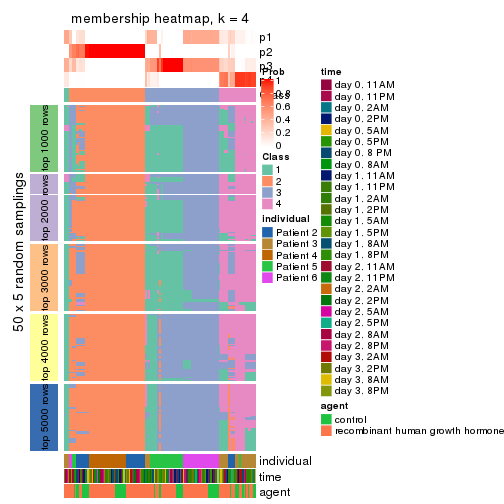 membership heatmap, k = 4
p1
p2
p3
p4
50 x 5 random samplings
top 1000 rows
top 2000 rows
top 3000 rows
top 4000 rows
top 5000 rows
individual
time
agent
Prob
1
0.8
0.6
0.4
0.2
0
Class
1
2
3
4
individual
Patient 2
Patient 3
Patient 4
Patient 5
Patient 6
time
day 0. 11AM
day 0. 11PM
day 0. 2AM
day 0. 2PM
day 0. 5AM
day 0. 5PM
day 0. 8 PM
day 0. 8AM
day 1. 11AM
day 1. 11PM
day 1. 2AM
day 1. 2PM
day 1. 5AM
day 1. 5PM
day 1. 8AM
day 1. 8PM
day 2. 11AM
day 2. 11PM
day 2. 2AM
day 2. 2PM
day 2. 5AM
day 2. 5PM
day 2. 8AM
day 2. 8PM
day 3. 2AM
day 3. 2PM
day 3. 8AM
day 3. 8PM
agent
control
recombinant human growth hormone